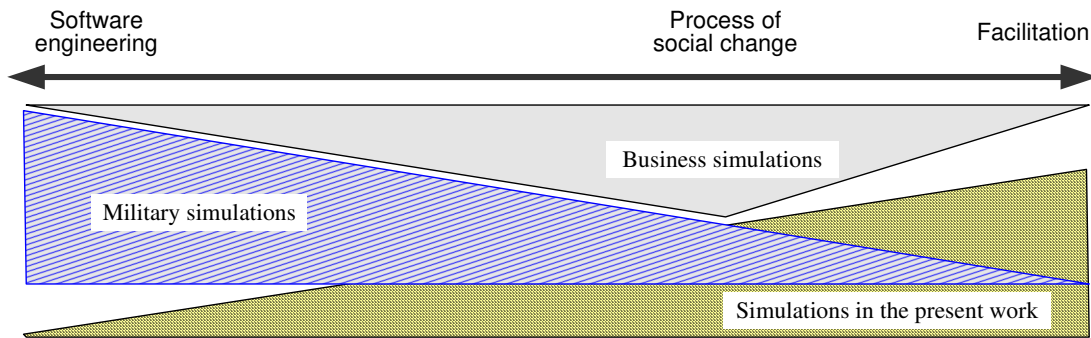 Software
engineering
Process of
social change
Facilitation
Business simulations
Military simulations
Simulations in the present work